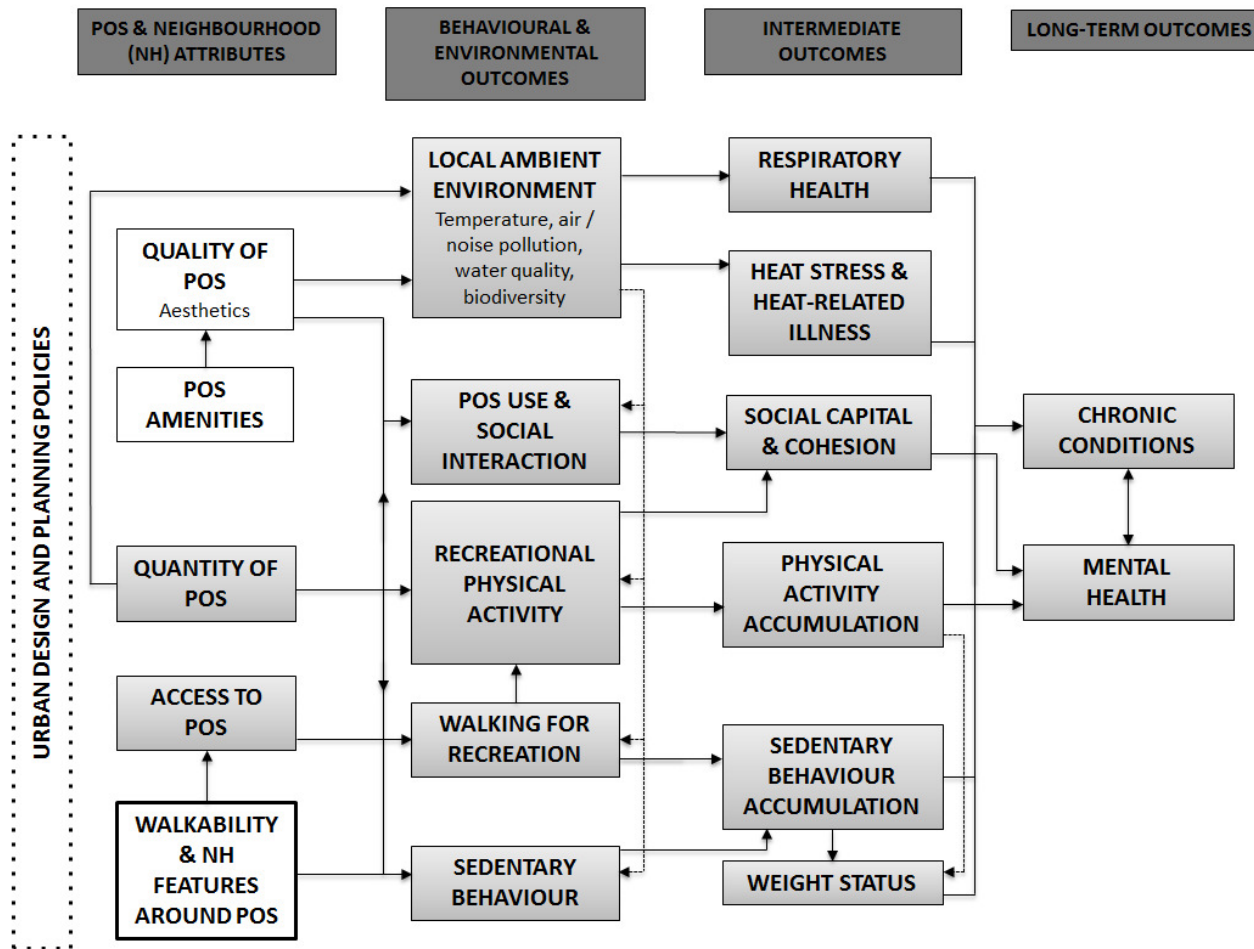 POS & NEIGHBOURHOOD
(NH) ATTRIBUTES
BEHAVIOURAL &
ENVIRONMENTAL
OUTCOMES
INTERMEDIATE
OUTCOMES
LONG-TERM OUTCOMES
URBAN DESIGN AND PLANNING POLICIES
QUALITY OF
POS
Aesthetics
POS
AMENITIES
QUANTITY OF
POS
ACCESS TO
POS
WALKABILITY
& NH
FEATURES
AROUND POS
LOCAL AMBIENT
ENVIRONMENT
Temperature, air /
noise pollution,
water quality,
biodiversity
POS USE &
SOCIAL
INTERACTION
RECREATIONAL
PHYSICAL
ACTIVITY
WALKING FOR
RECREATION
SEDENTARY
BEHAVIOUR
RESPIRATORY
HEALTH
HEAT STRESS &
HEAT-RELATED
ILLNESS
SOCIAL CAPITAL
& COHESION
PHYSICAL
ACTIVITY
ACCUMULATION
SEDENTARY
BEHAVIOUR
ACCUMULATION
WEIGHT STATUS
CHRONIC
CONDITIONS
MENTAL
HEALTH